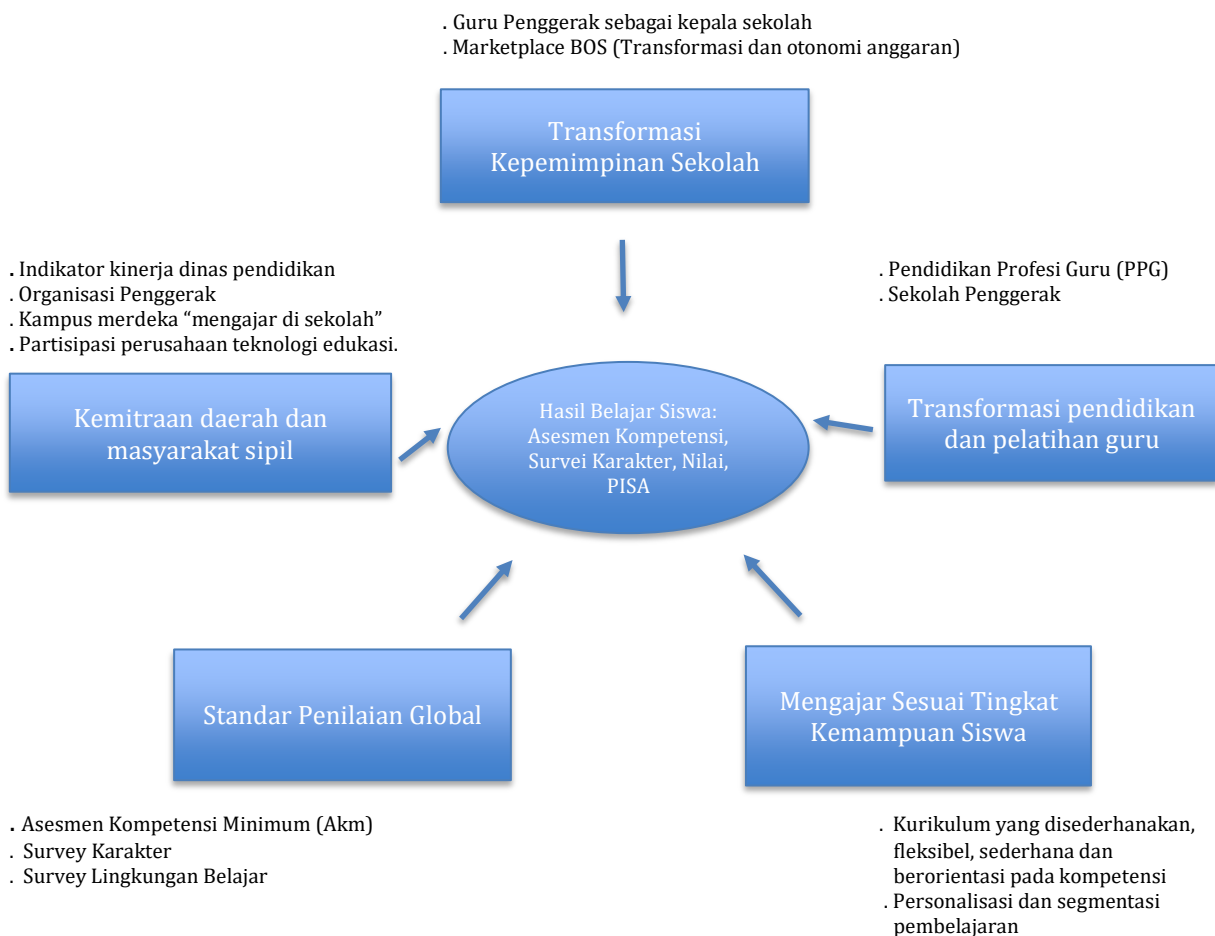 . Guru Penggerak sebagai kepala sekolah
. Marketplace BOS (Transformasi dan otonomi anggaran)
Transformasi
Kepemimpinan Sekolah
. Indikator kinerja dinas pendidikan
. Organisasi Penggerak
. Kampus merdeka “mengajar di sekolah”
. Partisipasi perusahaan teknologi edukasi.
. Pendidikan Profesi Guru (PPG)
. Sekolah Penggerak
Kemitraan daerah dan
masyarakat sipil
Hasil Belajar Siswa:
Asesmen Kompetensi,
Survei Karakter, Nilai,
PISA
Transformasi pendidikan
dan pelatihan guru
Standar Penilaian Global
Mengajar Sesuai Tingkat
Kemampuan Siswa
. Asesmen Kompetensi Minimum (Akm)
. Survey Karakter
. Survey Lingkungan Belajar
. Kurikulum yang disederhanakan,
fleksibel, sederhana dan
berorientasi pada kompetensi
. Personalisasi dan segmentasi
pembelajaran